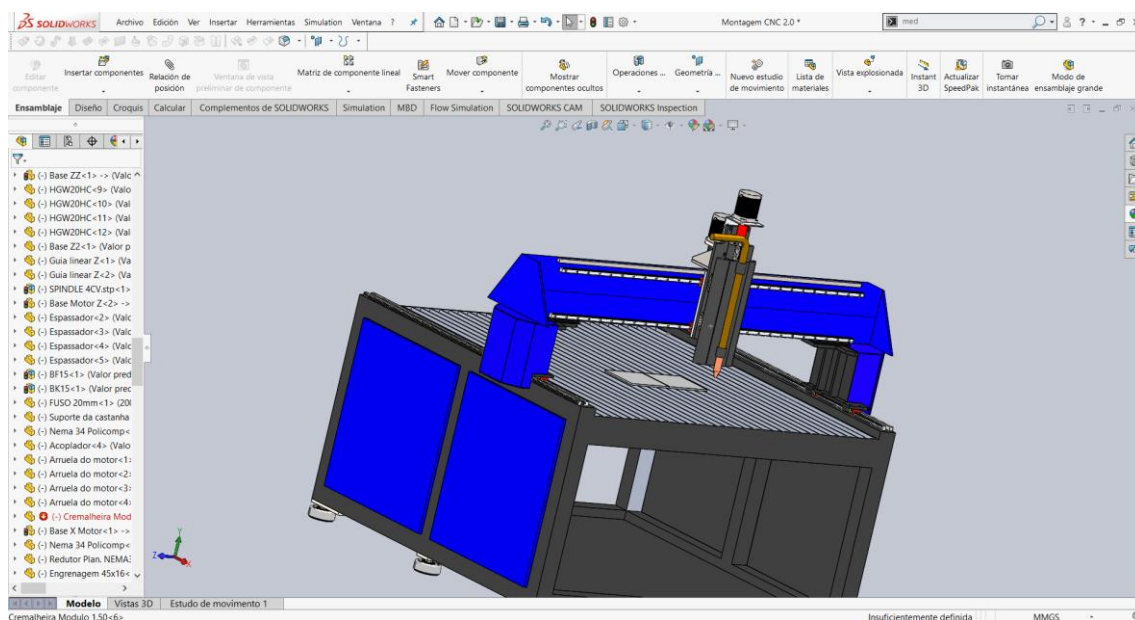 SOLIDWORKS Archivo Edición Ver Insertar Herramientas Simulation Ventana ? Montagem CNC 2.0 * med
Editar componente
Insertar componentes
Relación de posición
Ventana de vista preliminar de componente
Matriz de componente lineal
Smart Fasteners
Mover componente
Mostrar componentes ocultos
Operaciones ...
Geometría ...
Nuevo estudio de movimiento
Lista de materiales
Vista explosionada
Instant 3D
Actualizar SpeedPak
Tomar instantánea
Modo de ensamblaje grande
Ensamblaje Diseño Croquis Calcular Complementos de SOLIDWORKS Simulation MBD Flow Simulation SOLIDWORKS CAM SOLIDWORKS Inspection
(-) Base ZZ<1> -> (Valc
(-) HGW20HC<9> (Valo
(-) HGW20HC<10> (Val
(-) HGW20HC<11> (Val
(-) HGW20HC<12> (Val
(-) Base Z2<1> (Valor p
(-) Guia linear Z<1> (Va
(-) Guia linear Z<2> (Va
(-) SPINDLE 4CV.stp<1>
(-) Base Motor Z<2> ->
(-) Espassador<2> (Valc
(-) Espassador<3> (Valc
(-) Espassador<4> (Valc
(-) Espassador<5> (Valc
(-) BF15<1> (Valor pred
(-) BK15<1> (Valor prec
(-) FUSO 20mm<1> (20(
(-) Suporte da castanha
(-) Nema 34 Policomp<
(-) Acoplador<4> (Valo
(-) Arruela do motor<1:
(-) Arruela do motor<2:
(-) Arruela do motor<3:
(-) Arruela do motor<4:
(-) Cremalheira Mod
(-) Base X Motor<1> ->
(-) Nema 34 Policomp<
(-) Redutor Plan. NEMA:
(-) Engrenagem 45x16<
Y
Z X
Modelo Vistas 3D Estudo de movimento 1
Cremalheira Modulo 1.50<6> Insuficientemente definida MMGS